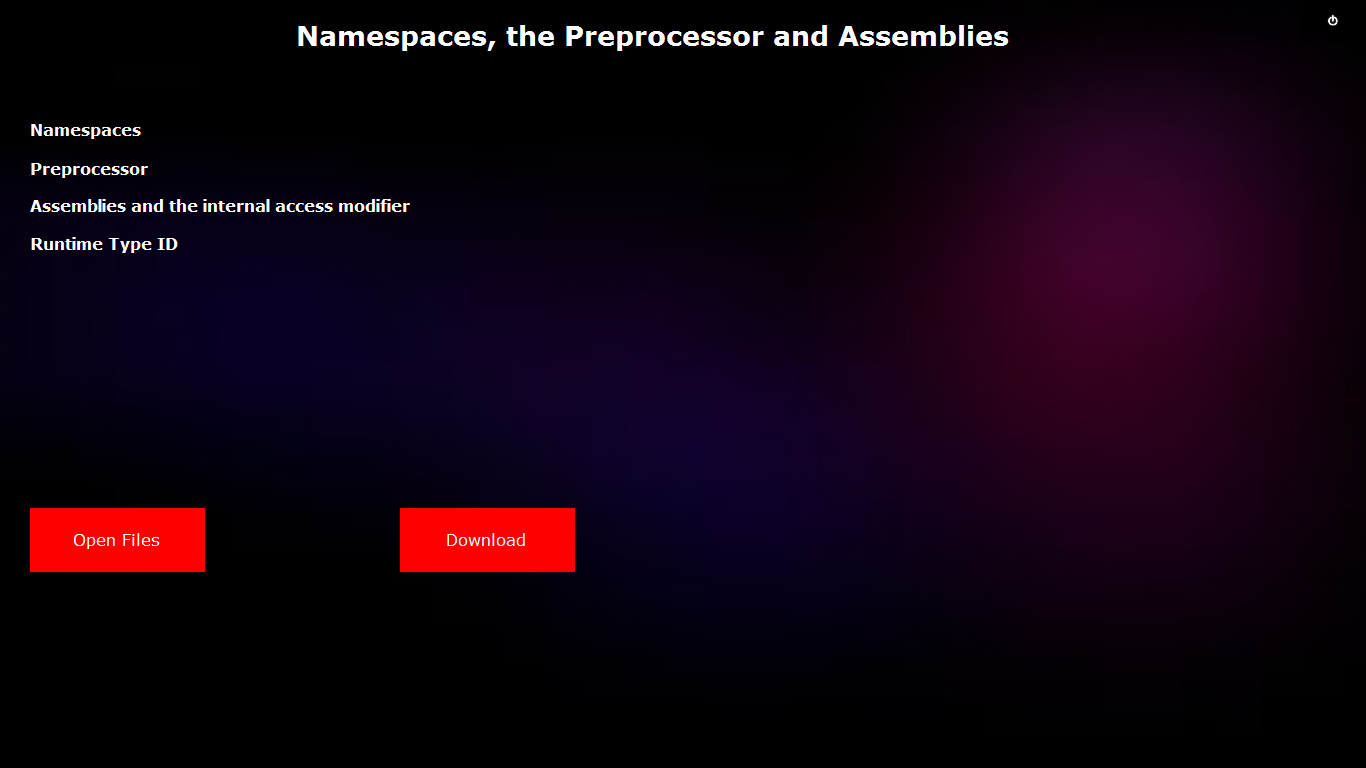 Namespaces, the Preprocessor and Assemblies
Namespaces
Preprocessor
Assemblies and the internal access modifier
Runtime Type ID
Open Files
Download